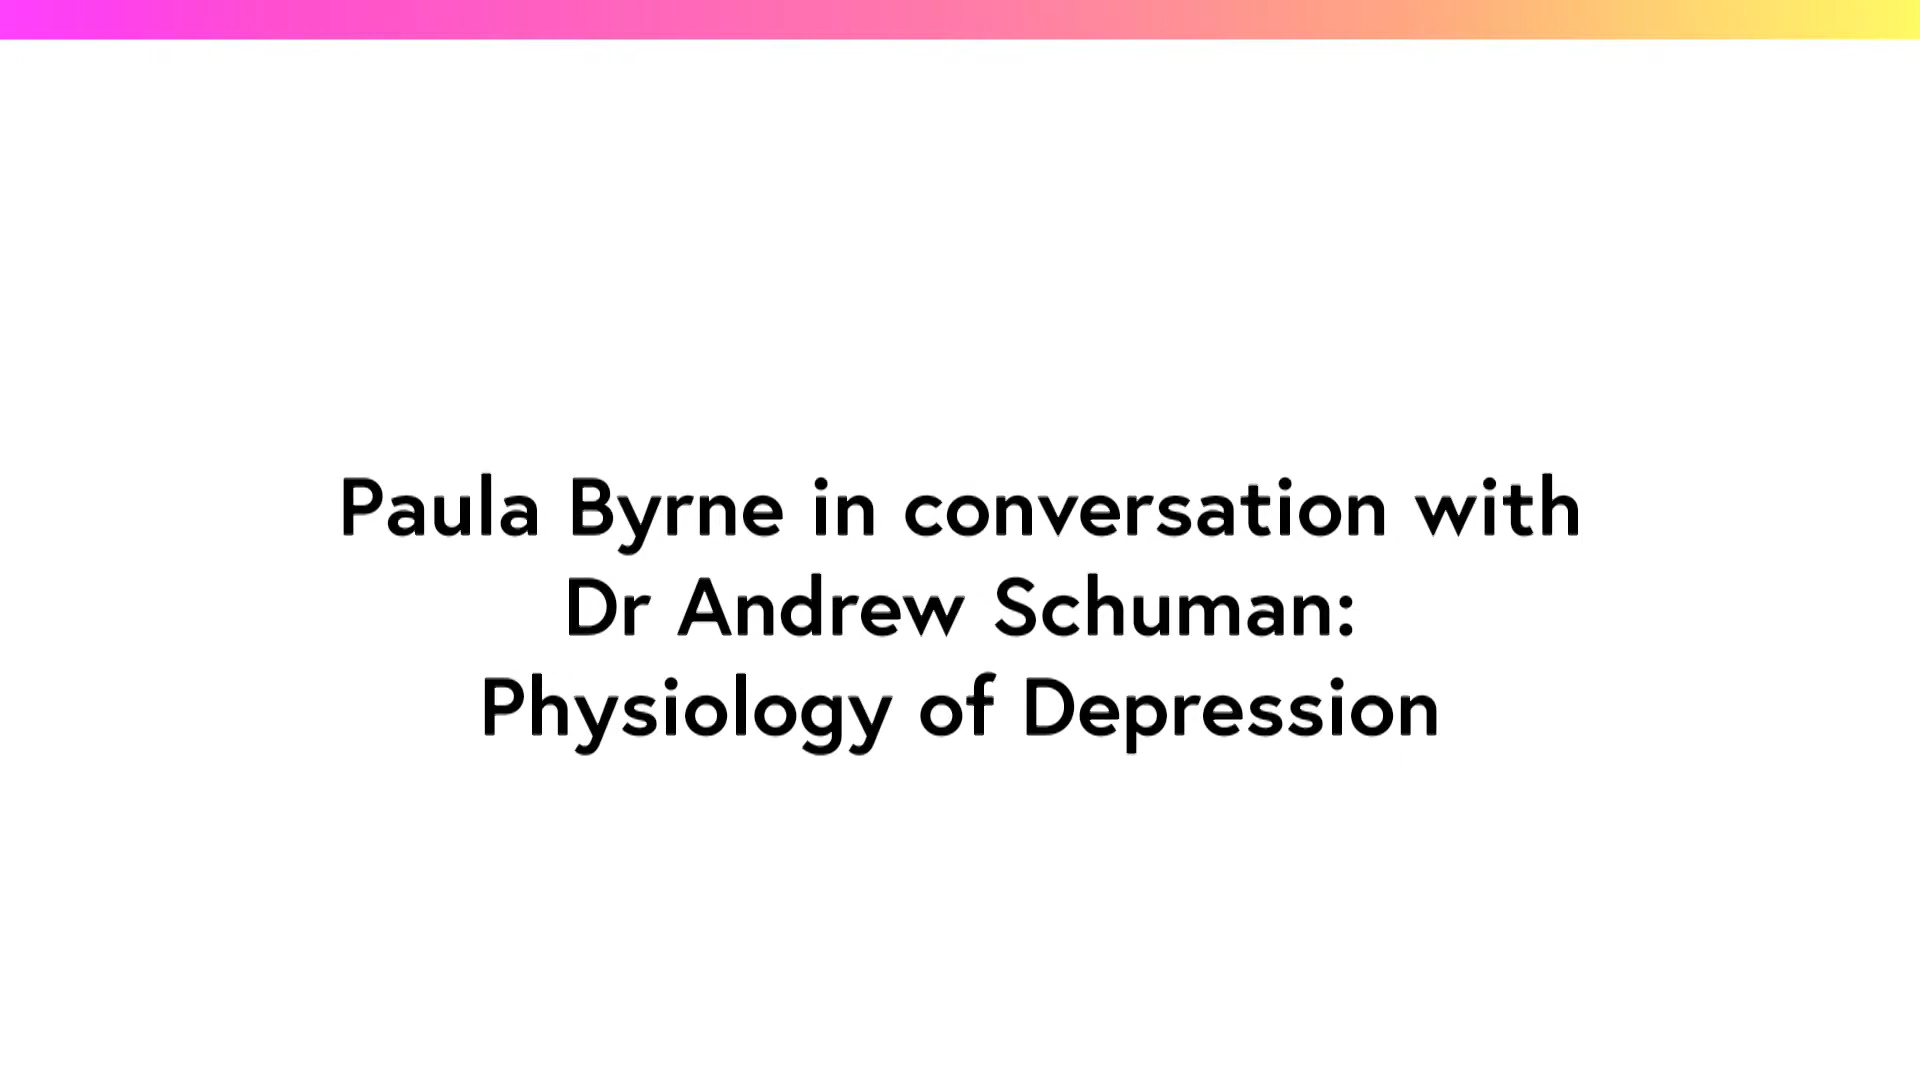 Paula Byrne in conversation with
Dr Andrew Schuman:
Physiology of Depression